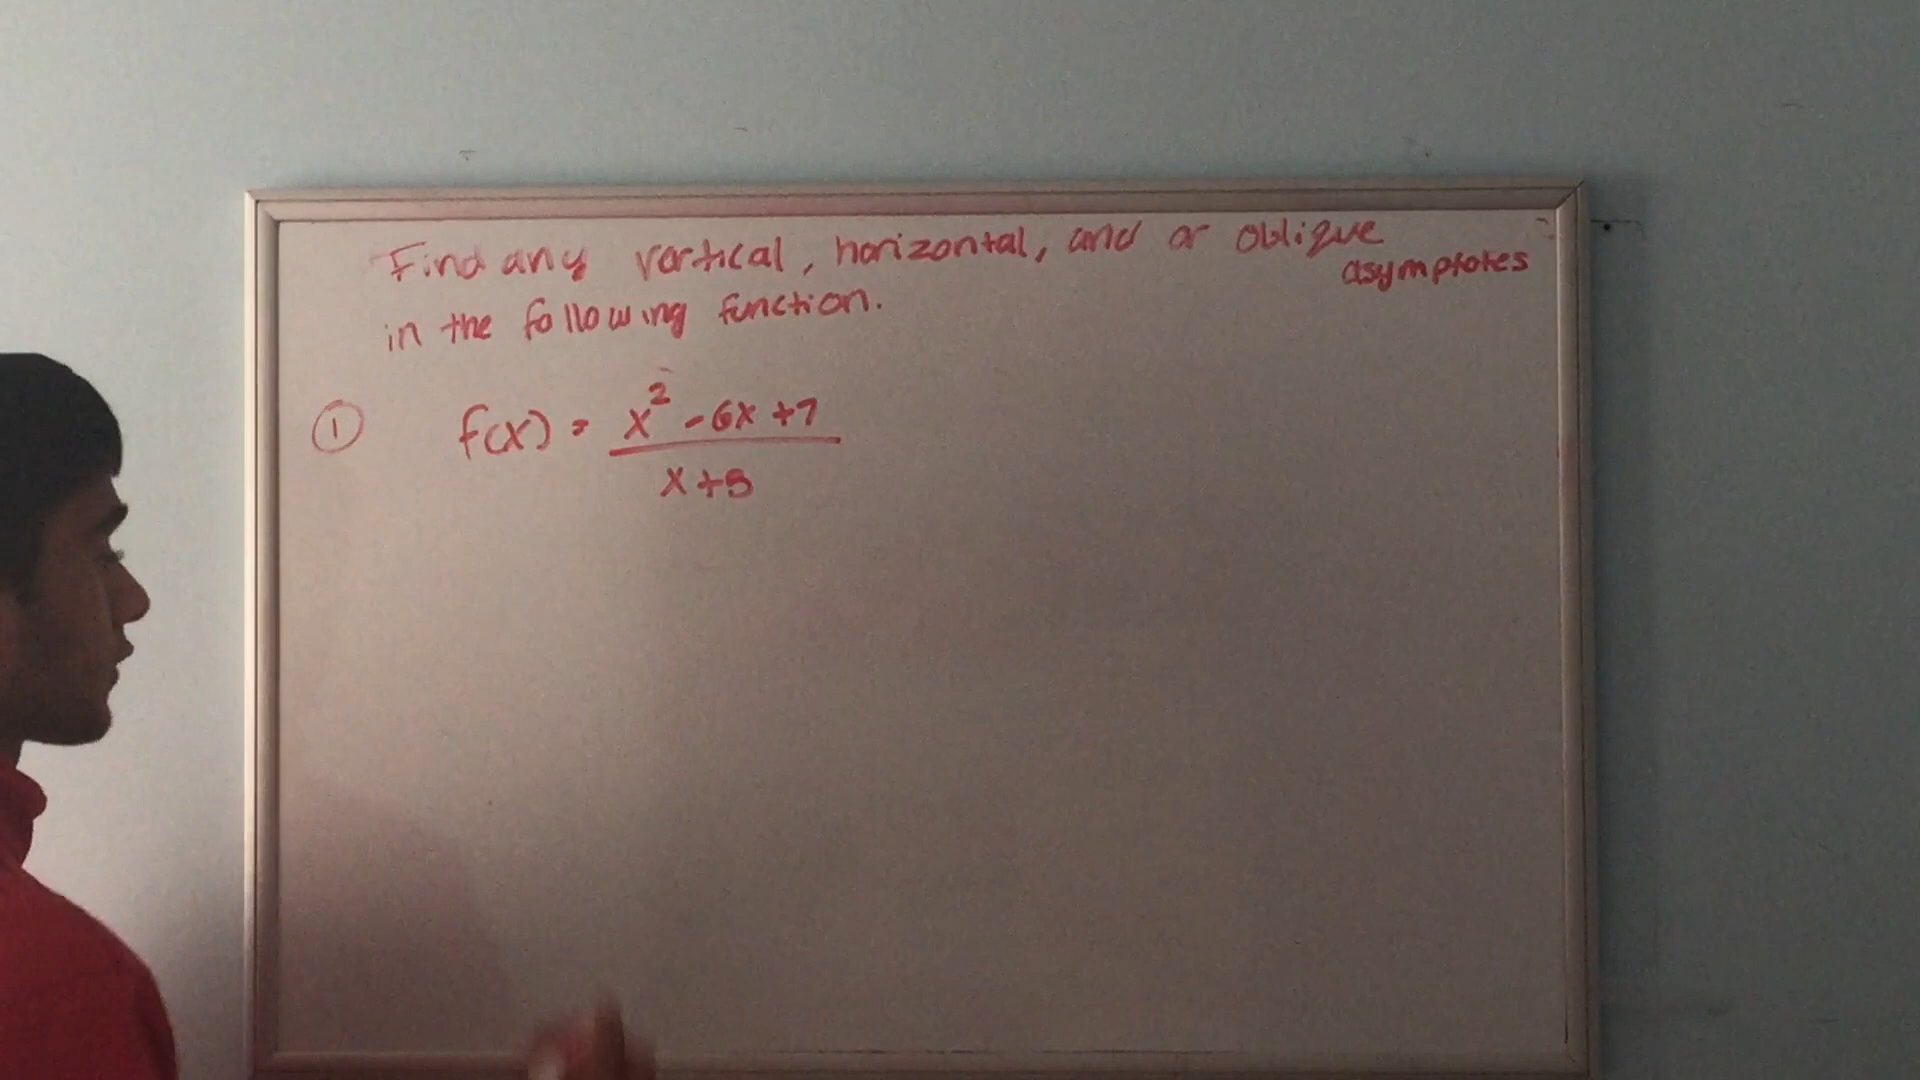 Find any vertical, horizontal, and or oblique
asymptotes
in the following function.
① f(x) = x² - 6x + 7
x + 5